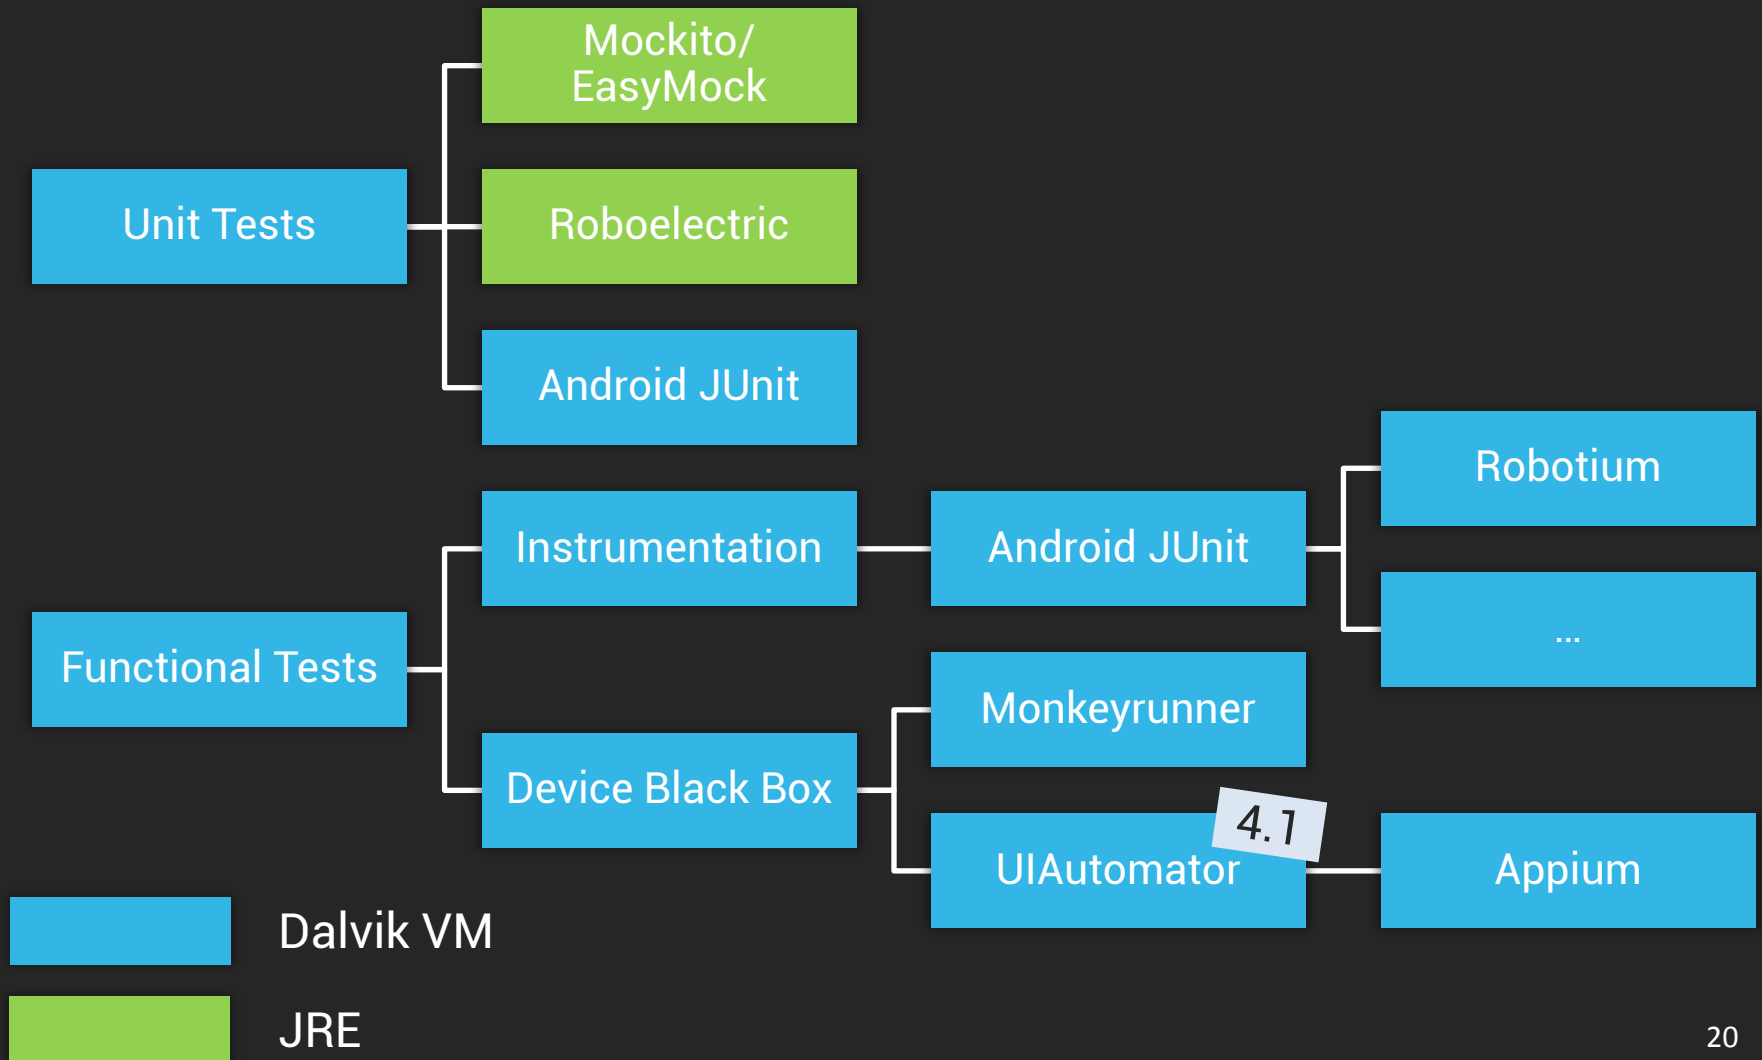 Mockito/
EasyMock
Unit Tests
Roboelectric
Android JUnit
Robotium
Instrumentation
Android JUnit
...
Functional Tests
Monkeyrunner
Device Black Box
4.1
UIAutomator
Appium
Dalvik VM
JRE
20